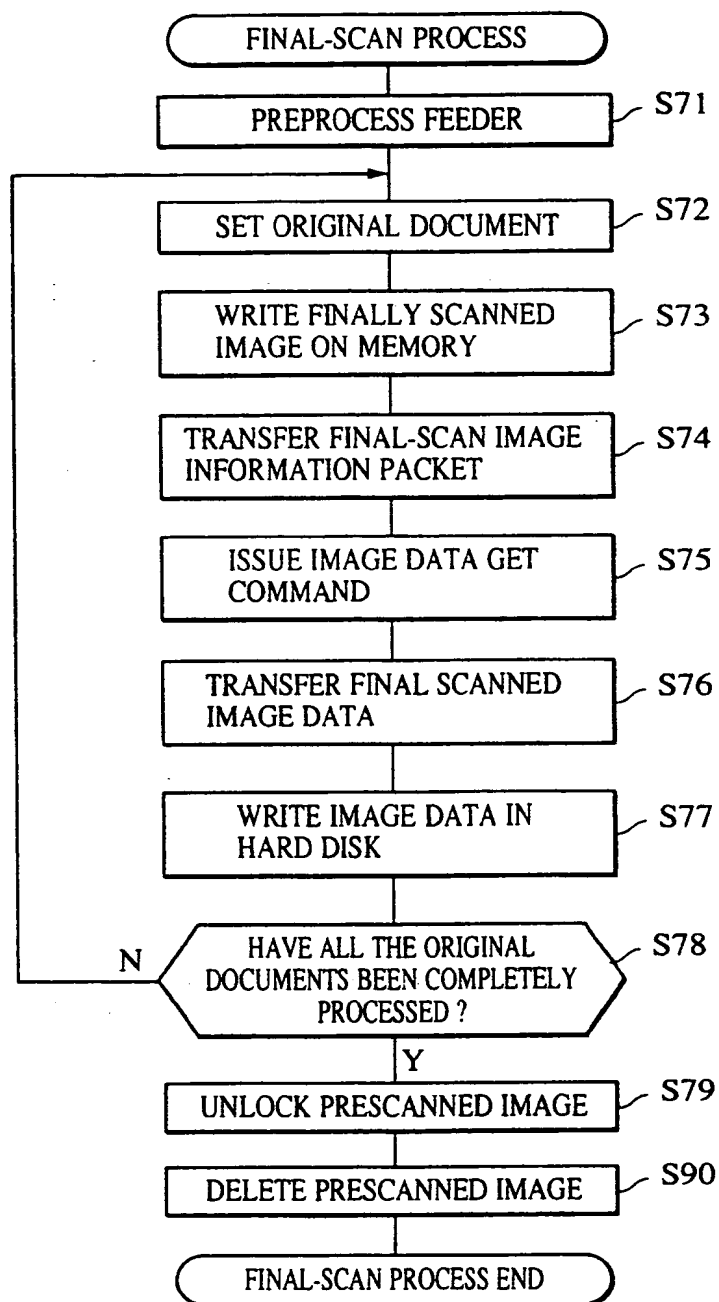 FINAL-SCAN PROCESS
PREPROCESS FEEDER
S71
SET ORIGINAL DOCUMENT
S72
WRITE FINALLY SCANNED
IMAGE ON MEMORY
S73
TRANSFER FINAL-SCAN IMAGE
INFORMATION PACKET
S74
ISSUE IMAGE DATA GET
COMMAND
S75
TRANSFER FINAL SCANNED
IMAGE DATA
S76
WRITE IMAGE DATA IN
HARD DISK
S77
HAVE ALL THE ORIGINAL
DOCUMENTS BEEN COMPLETELY
PROCESSED ?
S78
N
Y
UNLOCK PRESCANNED IMAGE
S79
DELETE PRESCANNED IMAGE
S90
FINAL-SCAN PROCESS END